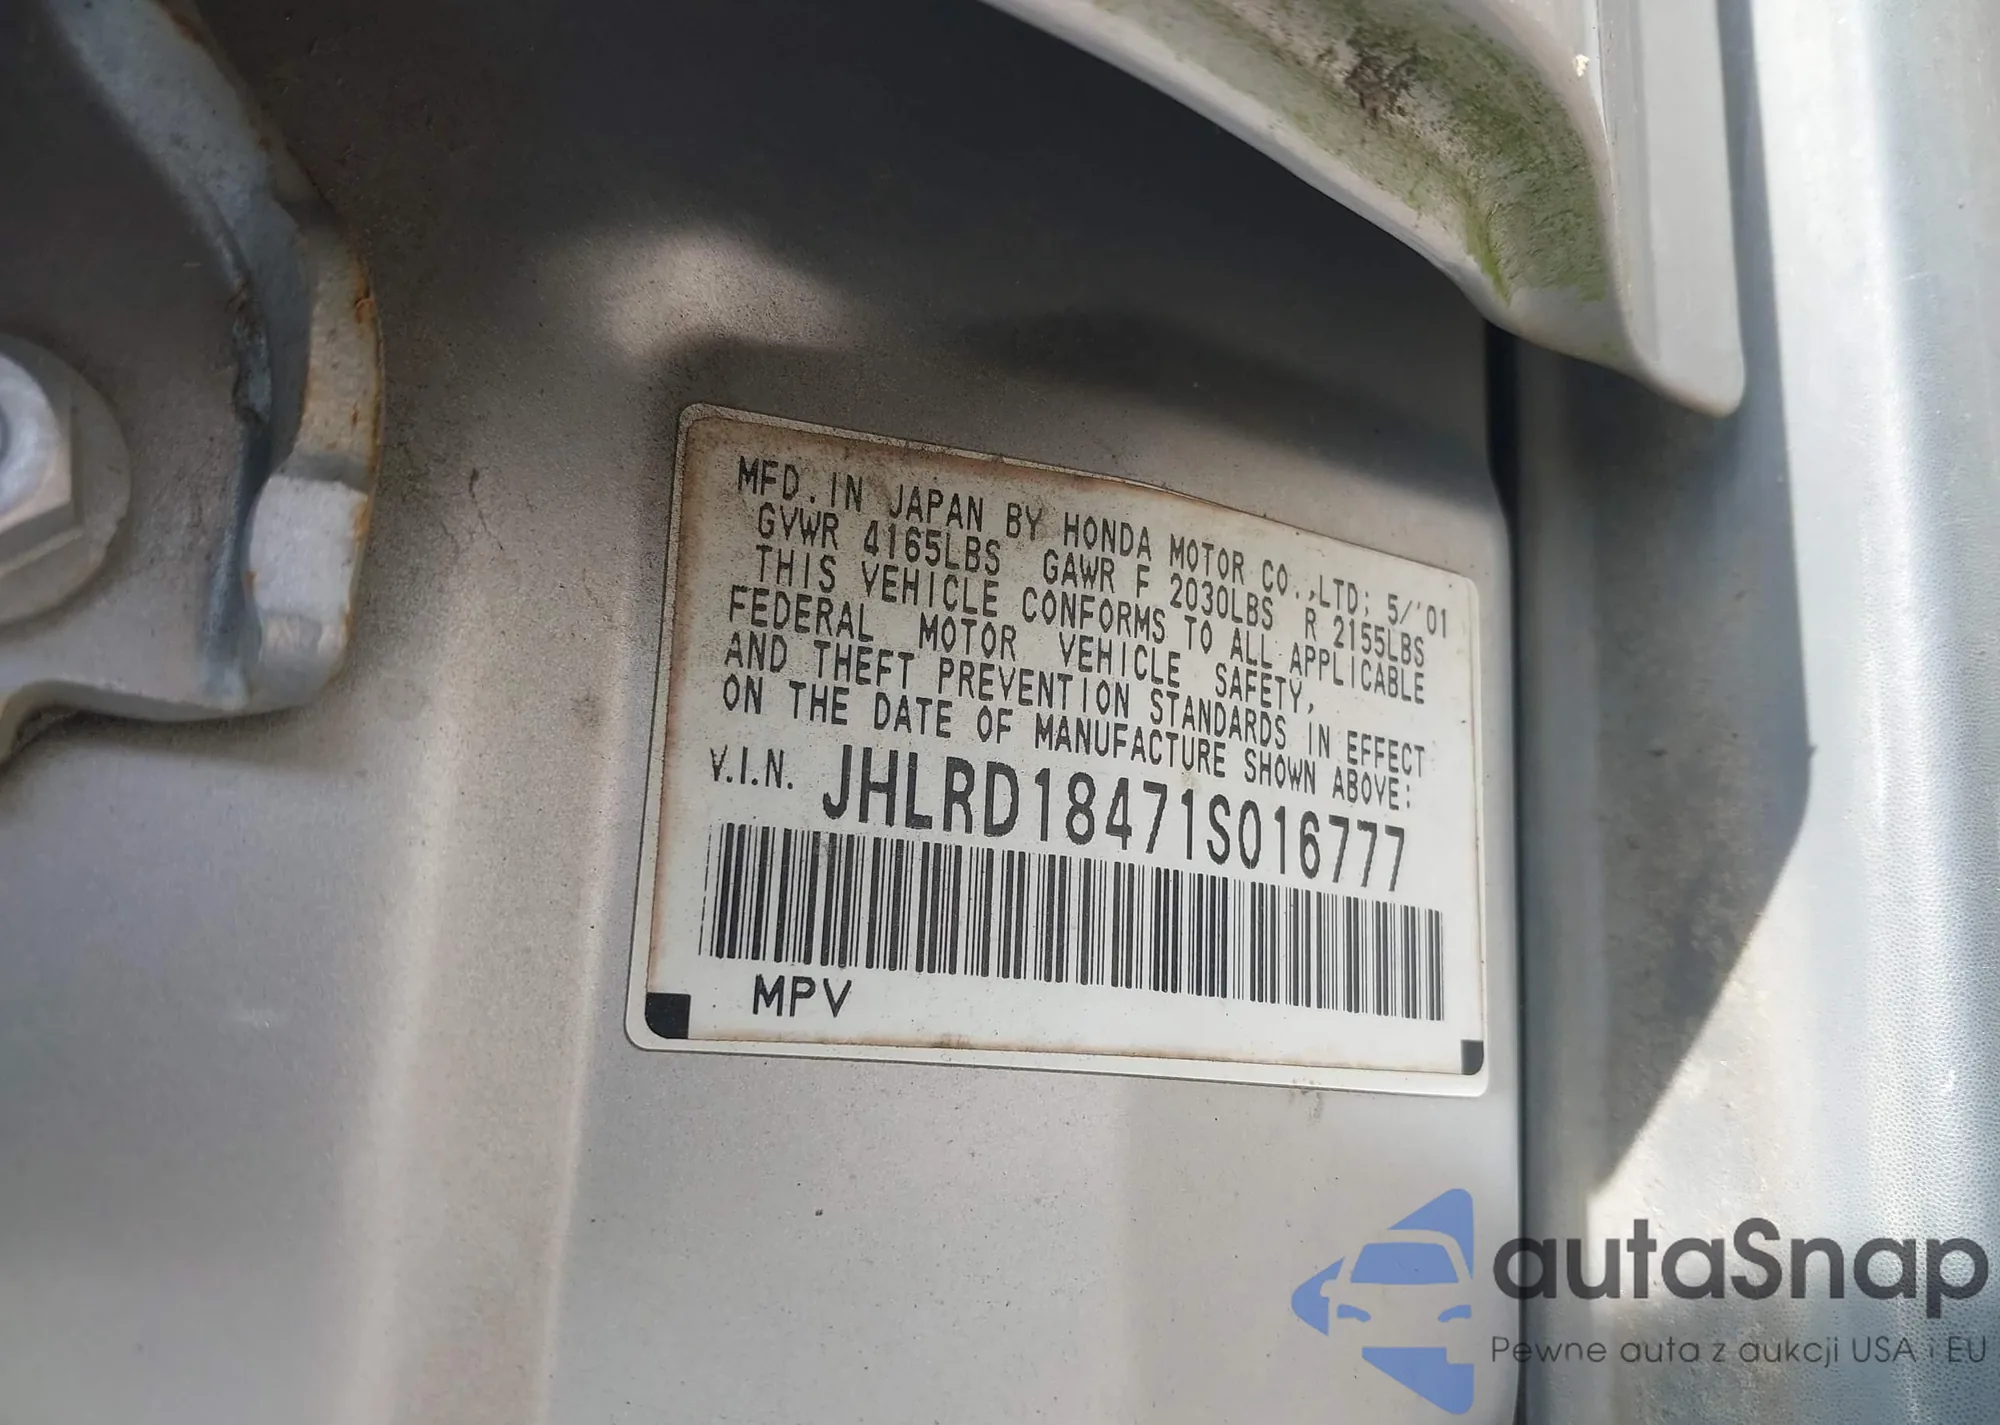 MFD. IN JAPAN BY HONDA MOTOR CO.,LTD; 5/'01
GVWR 4165LBS GAWR F 2030LBS R 2155LBS
THIS VEHICLE CONFORMS TO ALL APPLICABLE
FEDERAL MOTOR VEHICLE SAFETY,
AND THEFT PREVENTION STANDARDS IN EFFECT
ON THE DATE OF MANUFACTURE SHOWN ABOVE:
V.I.N. JHLRD18471S016777
MPV
autaSnap
Pewne auta z aukcji USA i EU